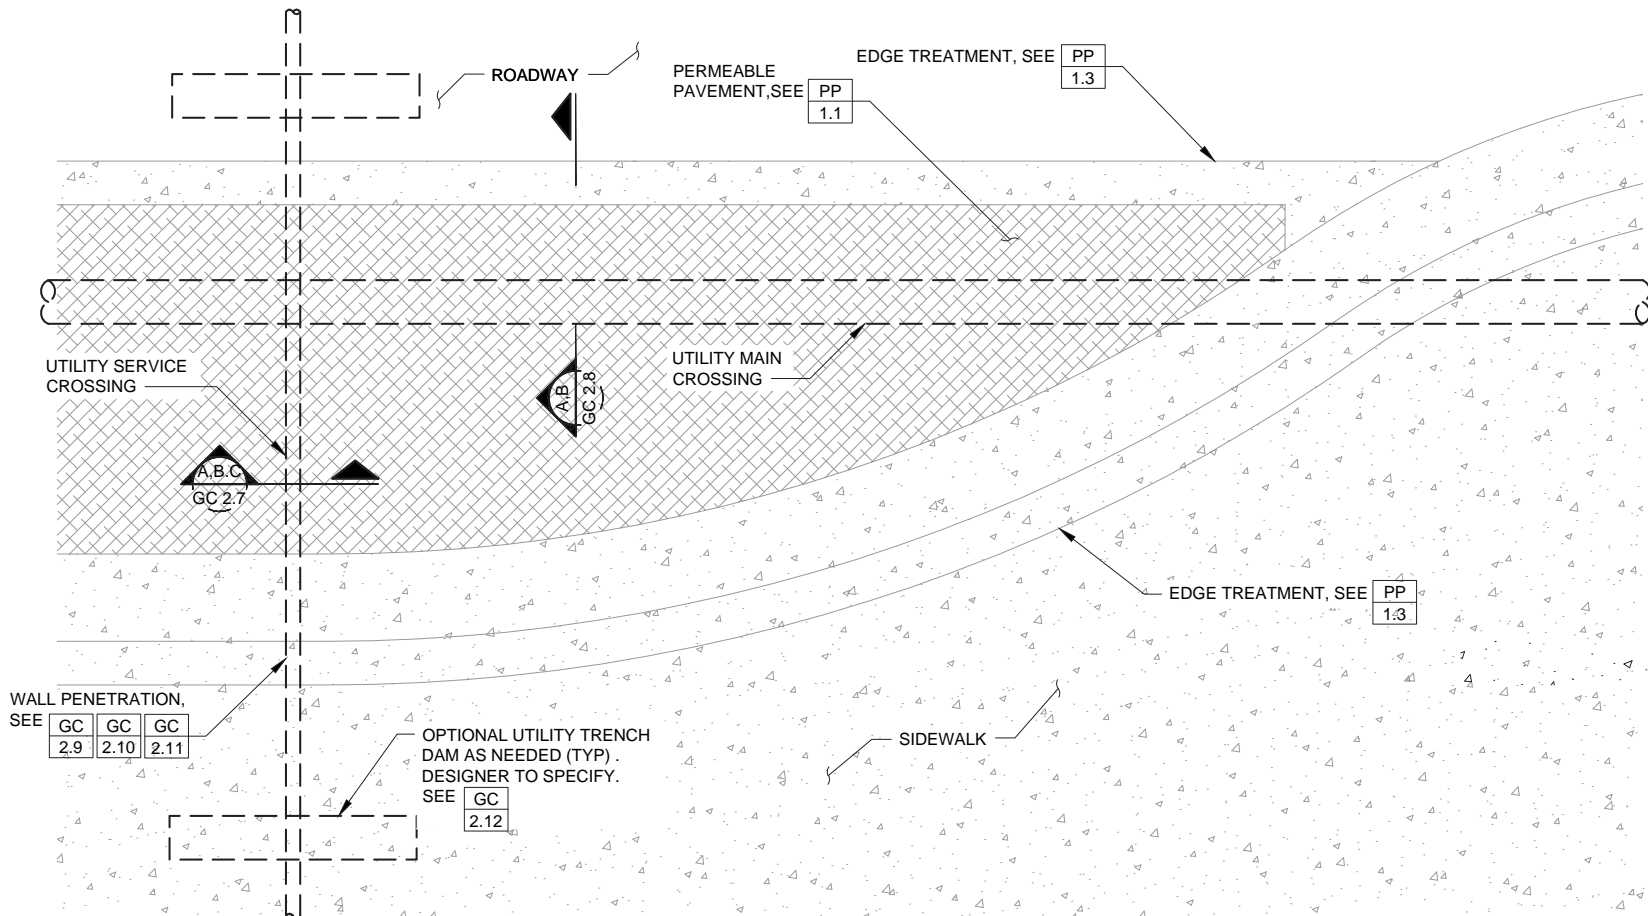 ROADWAY
EDGE TREATMENT, SEE PP 1.3
PERMEABLE
PAVEMENT,SEE PP 1.1
UTILITY SERVICE
CROSSING
UTILITY MAIN
CROSSING
A,B
GC 2.8
A,B.C
GC 2.7
EDGE TREATMENT, SEE PP 1.3
WALL PENETRATION,
SEE GC 2.9 GC 2.10 GC 2.11
OPTIONAL UTILITY TRENCH
DAM AS NEEDED (TYP) .
DESIGNER TO SPECIFY.
SEE GC 2.12
SIDEWALK